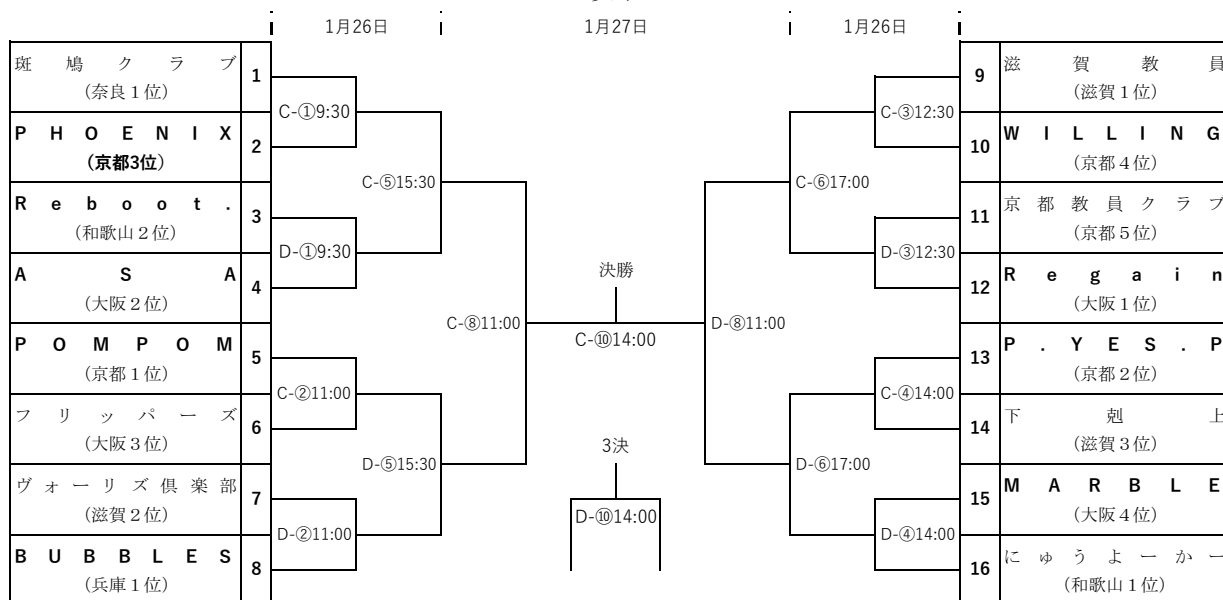 1月26日 1月27日 1月26日
斑鳩クラブ
(奈良１位)
1
PHOENIX
(京都3位)
2
Reboot.
(和歌山２位)
3
ASA
(大阪２位)
4
POMPOM
(京都１位)
5
フリッパーズ
(大阪３位)
6
ヴォーリズ倶楽部
(滋賀２位)
7
BUBBLES
(兵庫１位)
8
C-①9:30
D-①9:30
C-②11:00
D-②11:00
C-⑤15:30
D-⑤15:30
C-⑧11:00
決勝
C-⑩14:00
3決
D-⑩14:00
D-⑧11:00
C-⑥17:00
D-⑥17:00
C-③12:30
D-③12:30
C-④14:00
D-④14:00
9
滋賀教員
(滋賀１位)
10
WILLING
(京都４位)
11
京都教員クラブ
(京都５位)
12
Regain
(大阪１位)
13
P.YES.P
(京都２位)
14
下剋上
(滋賀３位)
15
MARBLE
(大阪４位)
16
にゅうよーかー
(和歌山１位)